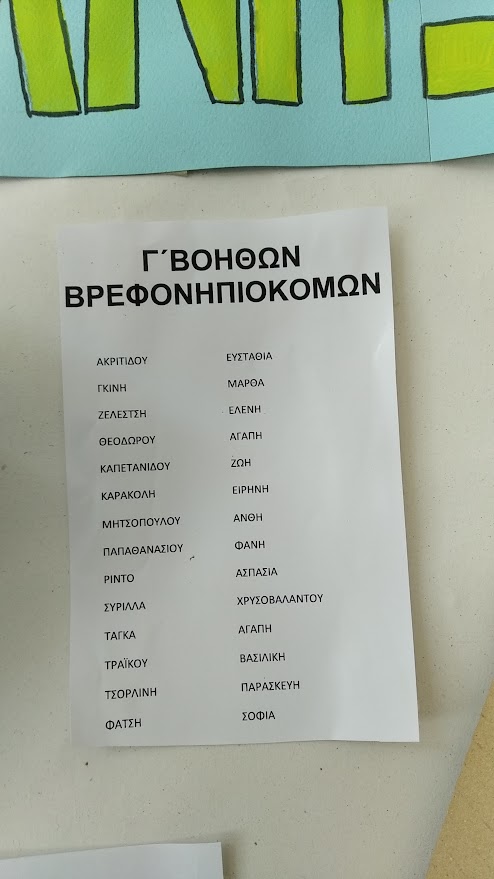 Γ΄ΒΟΗΘΩΝ
ΒΡΕΦΟΝΗΠΙΟΚΟΜΩΝ
ΑΚΡΙΤΙΔΟΥ ΕΥΣΤΑΘΙΑ
ΓΚΙΝΗ ΜΑΡΘΑ
ΖΕΛΕΣΤΣΗ ΕΛΕΝΗ
ΘΕΟΔΩΡΟΥ ΑΓΑΠΗ
ΚΑΠΕΤΑΝΙΔΟΥ ΖΩΗ
ΚΑΡΑΚΟΛΗ ΕΙΡΗΝΗ
ΜΗΤΣΟΠΟΥΛΟΥ ΑΝΘΗ
ΠΑΠΑΘΑΝΑΣΙΟΥ ΦΑΝΗ
ΡΙΝΤΟ ΑΣΠΑΣΙΑ
ΣΥΡΙΛΛΑ ΧΡΥΣΟΒΑΛΑΝΤΟΥ
ΤΑΓΚΑ ΑΓΑΠΗ
ΤΡΑΪΚΟΥ ΒΑΣΙΛΙΚΗ
ΤΣΟΡΛΙΝΗ ΠΑΡΑΣΚΕΥΗ
ΦΑΤΣΗ ΣΟΦΙΑ